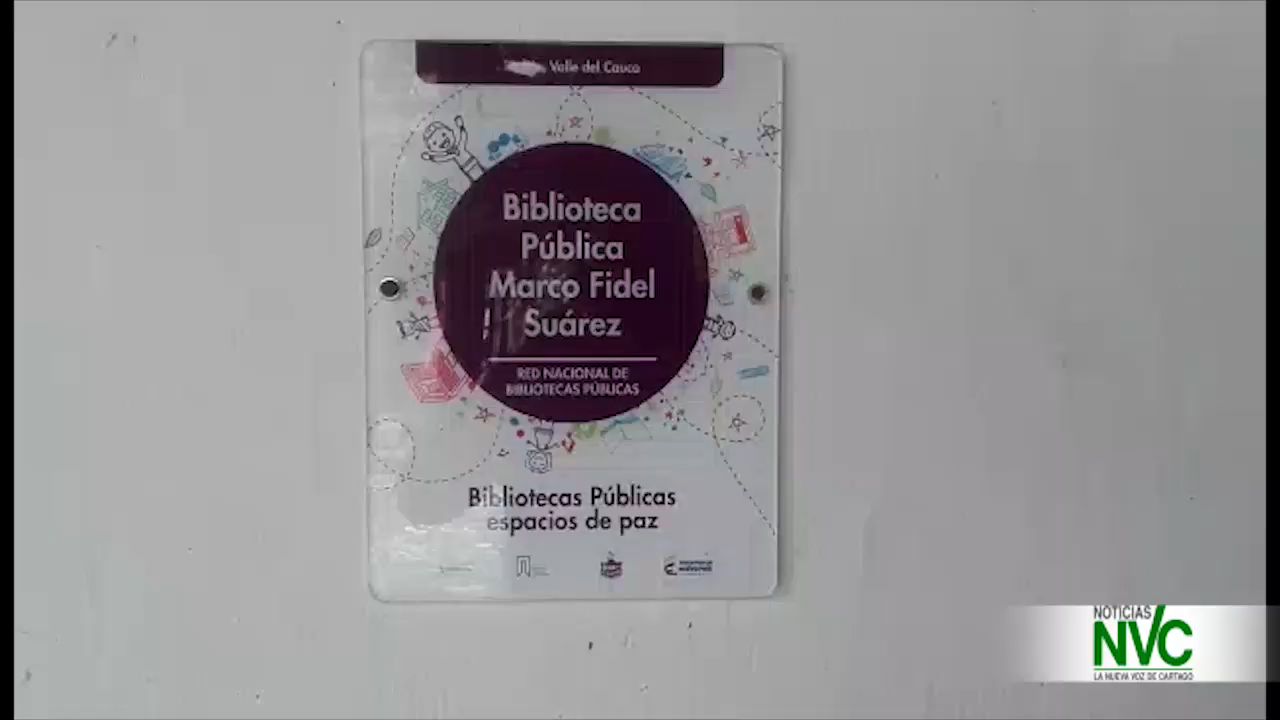 Valle del Cauca
Biblioteca
Pública
Marco Fidel
Suárez
RED NACIONAL DE
BIBLIOTECAS PÚBLICAS
Bibliotecas Públicas
espacios de paz
NOTICIAS
NVC
LA NUEVA VOZ DE CARTAGO